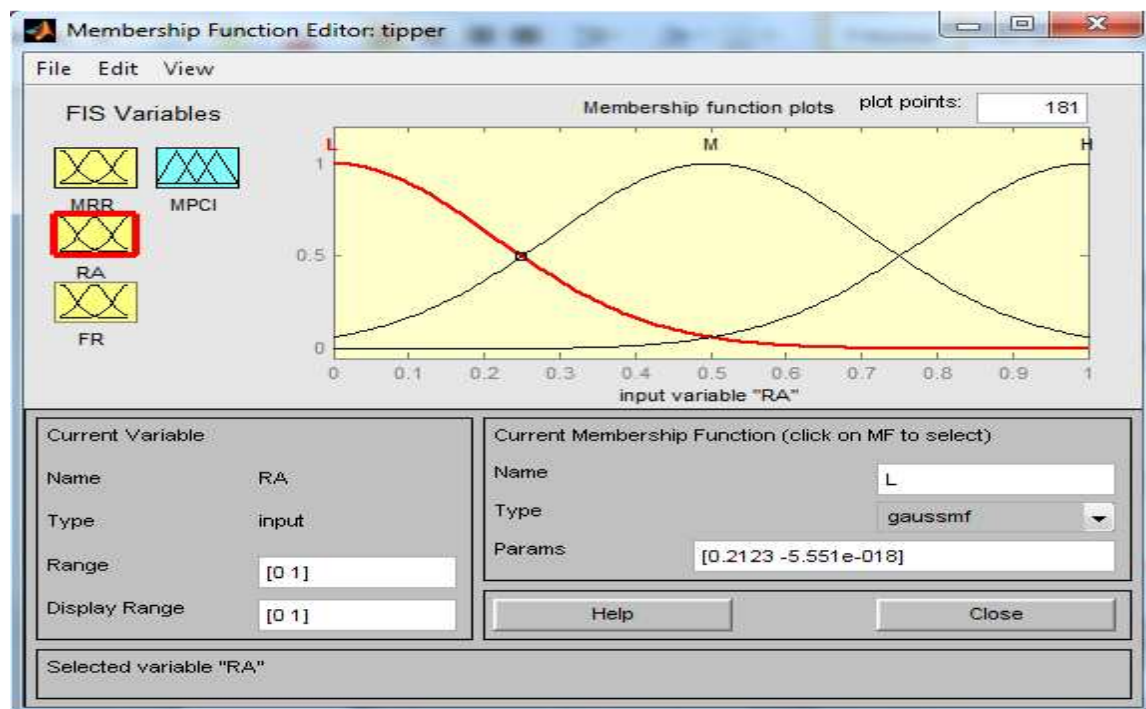 Membership Function Editor: tipper
File Edit View
FIS Variables
Membership function plots plot points: 181
L M H
1
0.5
0
0 0.1 0.2 0.3 0.4 0.5 0.6 0.7 0.8 0.9 1
input variable "RA"
MRR MPCI
RA
FR
Current Variable
Name RA
Type input
Range [0 1]
Display Range [0 1]
Current Membership Function (click on MF to select)
Name L
Type gaussmf
Params [0.2123 -5.551e-018]
Help Close
Selected variable "RA"